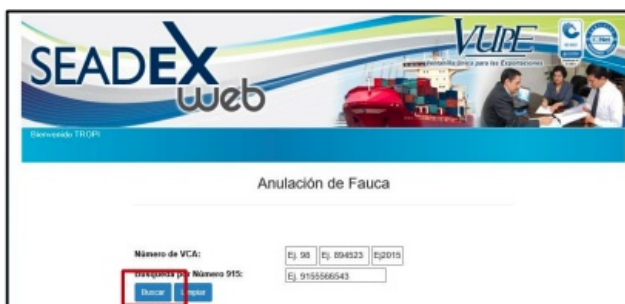 SEADEX
web
VUPE
Ventanilla Única para las Exportaciones
Bienvenido TROPI
Anulación de Fauca
Número de VCA:
Ej. 98 Ej. 894523 Ej2015
Búsqueda por Número 915:
Ej. 9155566543
Buscar Limpiar